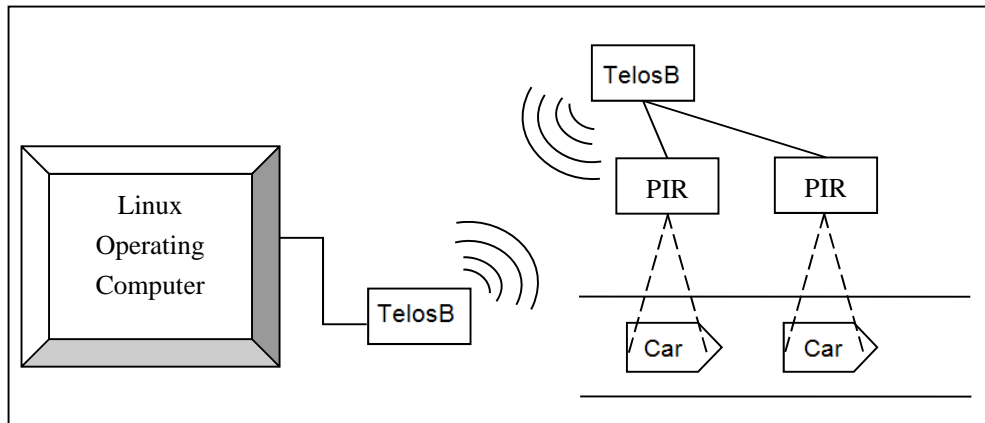 Linux
Operating
Computer
TelosB
TelosB
PIR
PIR
Car
Car